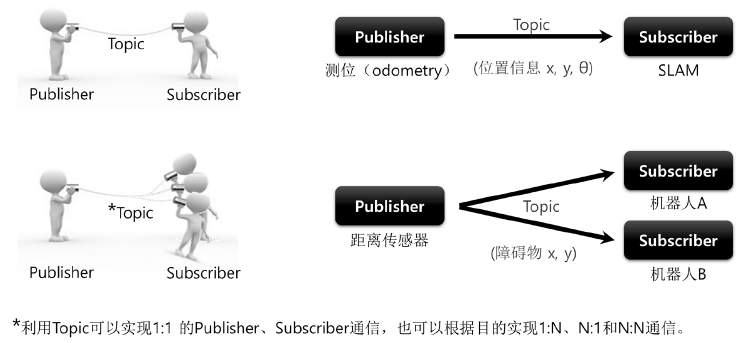 Topic
Publisher
Subscriber
Publisher
Topic
Subscriber
测位（odometry）
(位置信息 x, y, θ)
SLAM
*Topic
Publisher
Subscriber
Publisher
距离传感器
Topic
(障碍物 x, y)
Subscriber
机器人A
Subscriber
机器人B
*利用Topic可以实现1:1 的Publisher、Subscriber通信，也可以根据目的实现1:N、N:1和N:N通信。